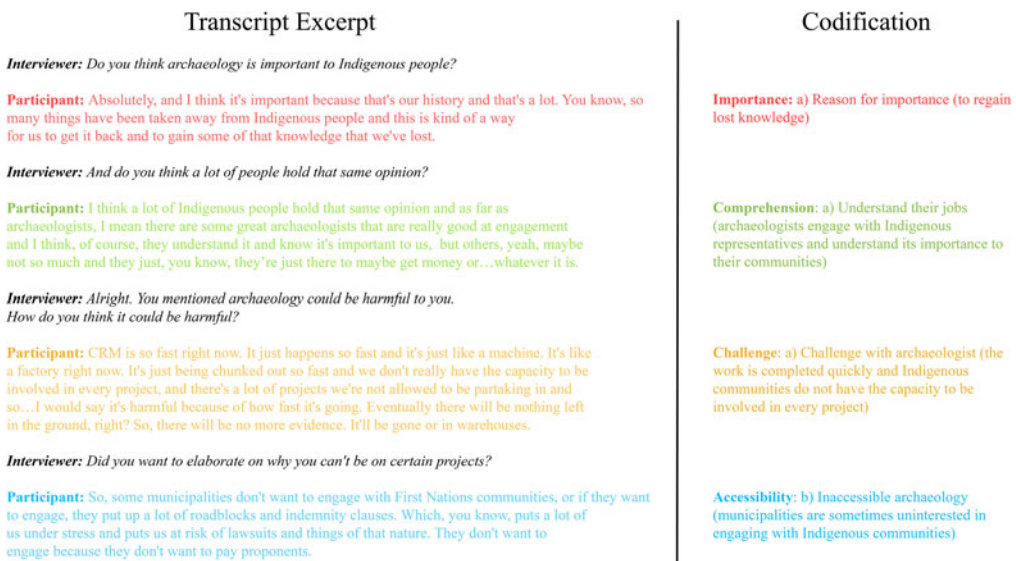 Transcript Excerpt
Interviewer: Do you think archaeology is important to Indigenous people?
Participant: Absolutely, and I think it's important because that's our history and that's a lot. You know, so
many things have been taken away from Indigenous people and this is kind of a way
for us to get it back and to gain some of that knowledge that we've lost.
Interviewer: And do you think a lot of people hold that same opinion?
Participant: I think a lot of Indigenous people hold that same opinion and as far as
archaeologists, I mean there are some great archaeologists that are really good at engagement
and I think, of course, they understand it and know it's important to us, but others, yeah, maybe
not so much and they just, you know, they're just there to maybe get money or…whatever it is.
Interviewer: Alright. You mentioned archaeology could be harmful to you.
How do you think it could be harmful?
Participant: CRM is so fast right now. It just happens so fast and it's just like a machine. It's like
a factory right now. It's just being chunked out so fast and we don't really have the capacity to be
involved in every project, and there's a lot of projects we're not allowed to be partaking in and
so…I would say it's harmful because of how fast it's going. Eventually there will be nothing left
in the ground, right? So, there will be no more evidence. It'll be gone or in warehouses.
Interviewer: Did you want to elaborate on why you can't be on certain projects?
Participant: So, some municipalities don't want to engage with First Nations communities, or if they want
to engage, they put up a lot of roadblocks and indemnity clauses. Which, you know, puts a lot of
us under stress and puts us at risk of lawsuits and things of that nature. They don't want to
engage because they don't want to pay proponents.
Codification
Importance: a) Reason for importance (to regain
lost knowledge)
Comprehension: a) Understand their jobs
(archaeologists engage with Indigenous
representatives and understand its importance to
their communities)
Challenge: a) Challenge with archaeologist (the
work is completed quickly and Indigenous
communities do not have the capacity to be
involved in every project)
Accessibility: b) Inaccessible archaeology
(municipalities are sometimes uninterested in
engaging with Indigenous communities)